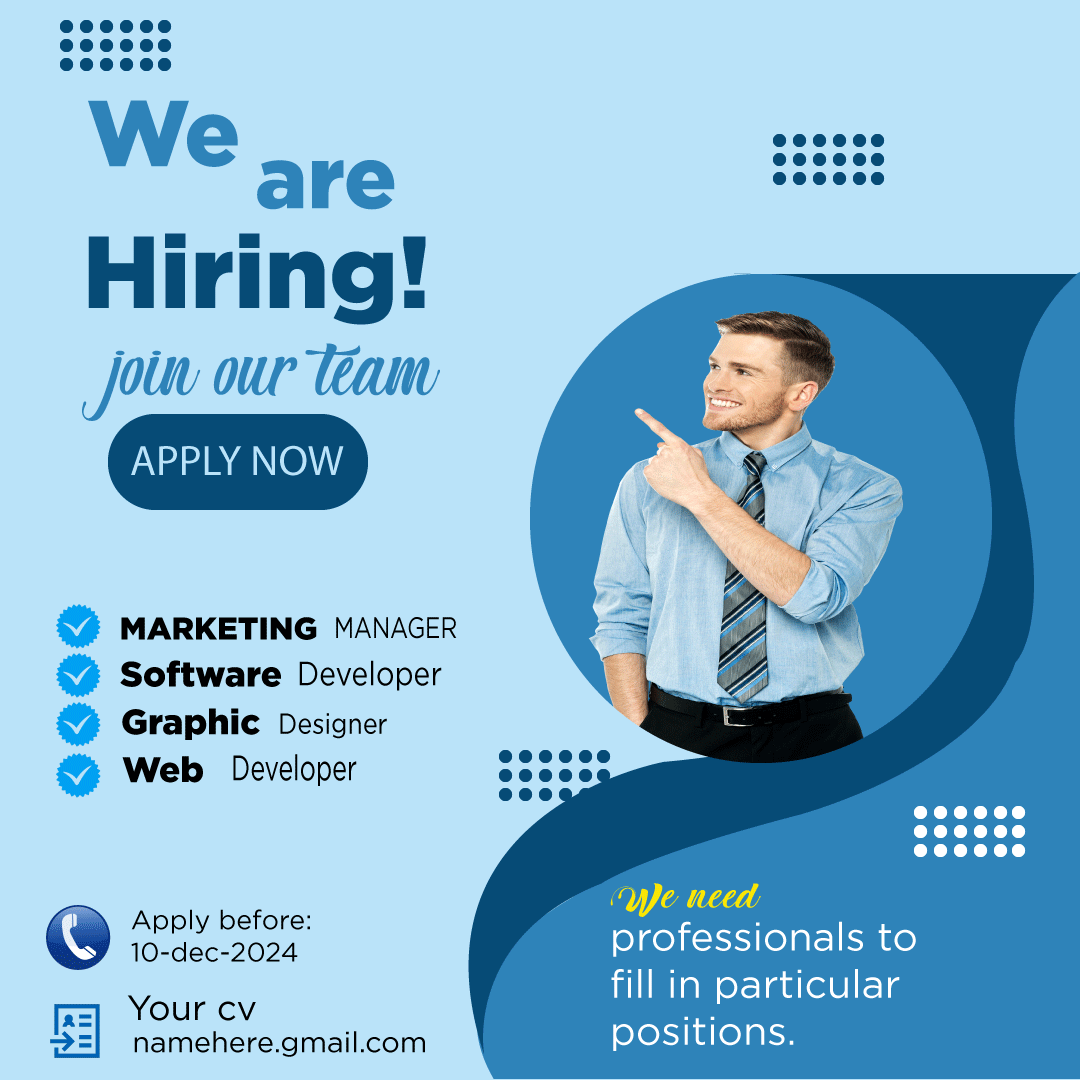 We
are
Hiring!
join our team
APPLY NOW
MARKETING MANAGER
Software Developer
Graphic Designer
Web Developer
Apply before:
10-dec-2024
Your cv
namehere.gmail.com
We need
professionals to
fill in particular
positions.